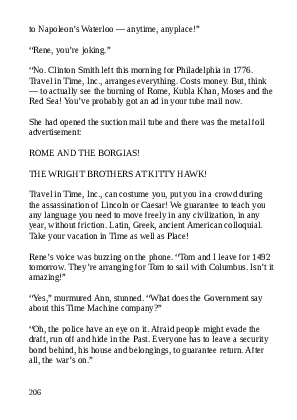 to Napoleon’s Waterloo — anytime, anyplace!”
“Rene, you’re joking.”
“No. Clinton Smith left this morning for Philadelphia in 1776.
Travel in Time, Inc., arranges everything. Costs money. But, think
— to actually see the burning of Rome, Kubla Khan, Moses and the
Red Sea! You’ve probably got an ad in your tube mail now.
She had opened the suction mail tube and there was the metal foil
advertisement:
ROME AND THE BORGIAS!
THE WRIGHT BROTHERS AT KITTY HAWK!
Travel in Time, Inc., can costume you, put you in a crowd during
the assassination of Lincoln or Caesar! We guarantee to teach you
any language you need to move freely in any civilization, in any
year, without friction. Latin, Greek, ancient American colloquial.
Take your vacation in Time as well as Place!
Rene’s voice was buzzing on the phone. “Tom and I leave for 1492
tomorrow. They’re arranging for Tom to sail with Columbus. Isn’t it
amazing!”
“Yes,” murmured Ann, stunned. “What does the Government say
about this Time Machine company?”
“Oh, the police have an eye on it. Afraid people might evade the
draft, run off and hide in the Past. Everyone has to leave a security
bond behind, his house and belongings, to guarantee return. After
all, the war’s on.”
206